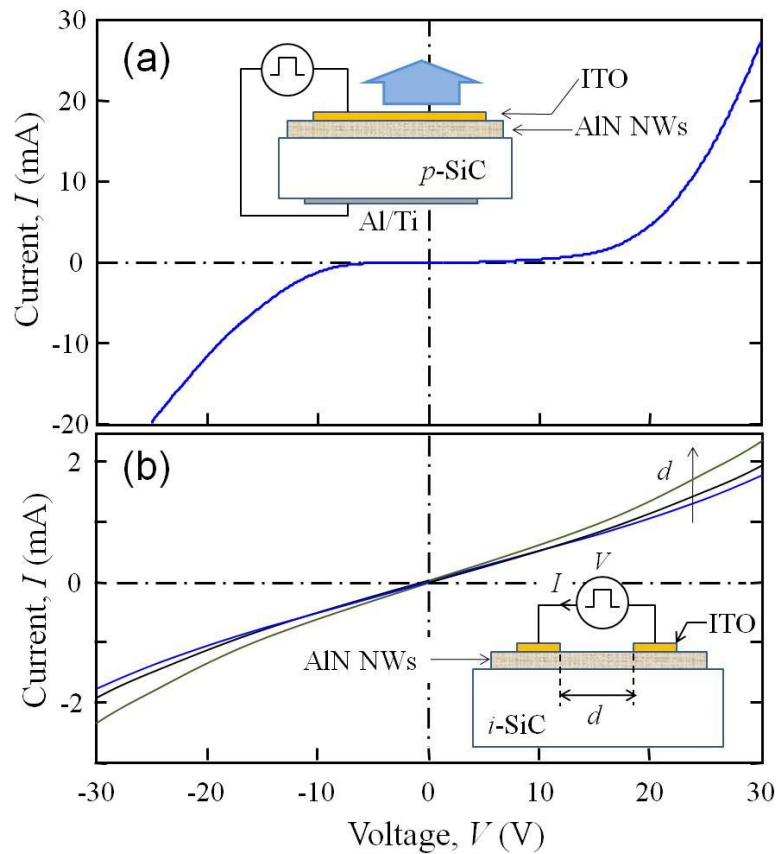 (a)
30
20
10
0
-10
-20
Current, I (mA)
ITO
AlN NWs
p-SiC
Al/Ti
(b)
2
0
-2
Current, I (mA)
d
V
I
ITO
AlN NWs
d
i-SiC
-30 -20 -10 0 10 20 30
Voltage, V (V)